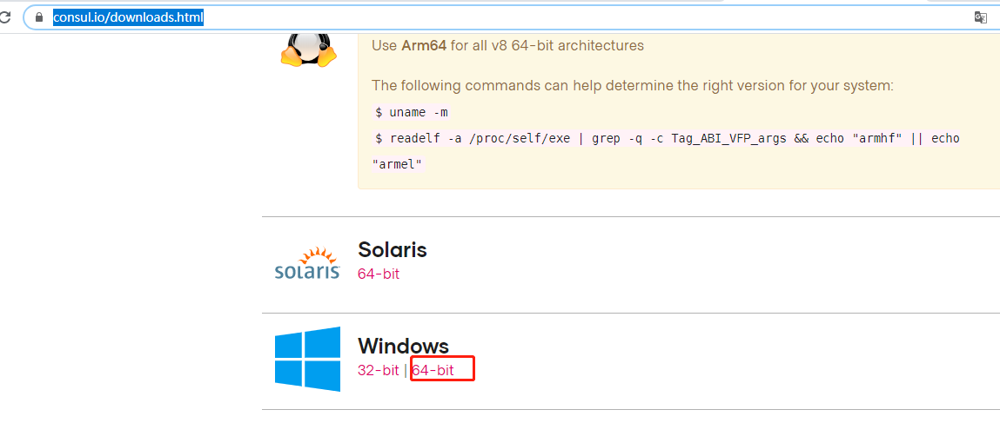 consul.io/downloads.html
Use Arm64 for all v8 64-bit architectures
The following commands can help determine the right version for your system:
$ uname -m
$ readelf -a /proc/self/exe | grep -q -c Tag_ABI_VFP_args && echo "armhf" || echo
"armel"
Solaris
solaris
64-bit
Windows
32-bit | 64-bit